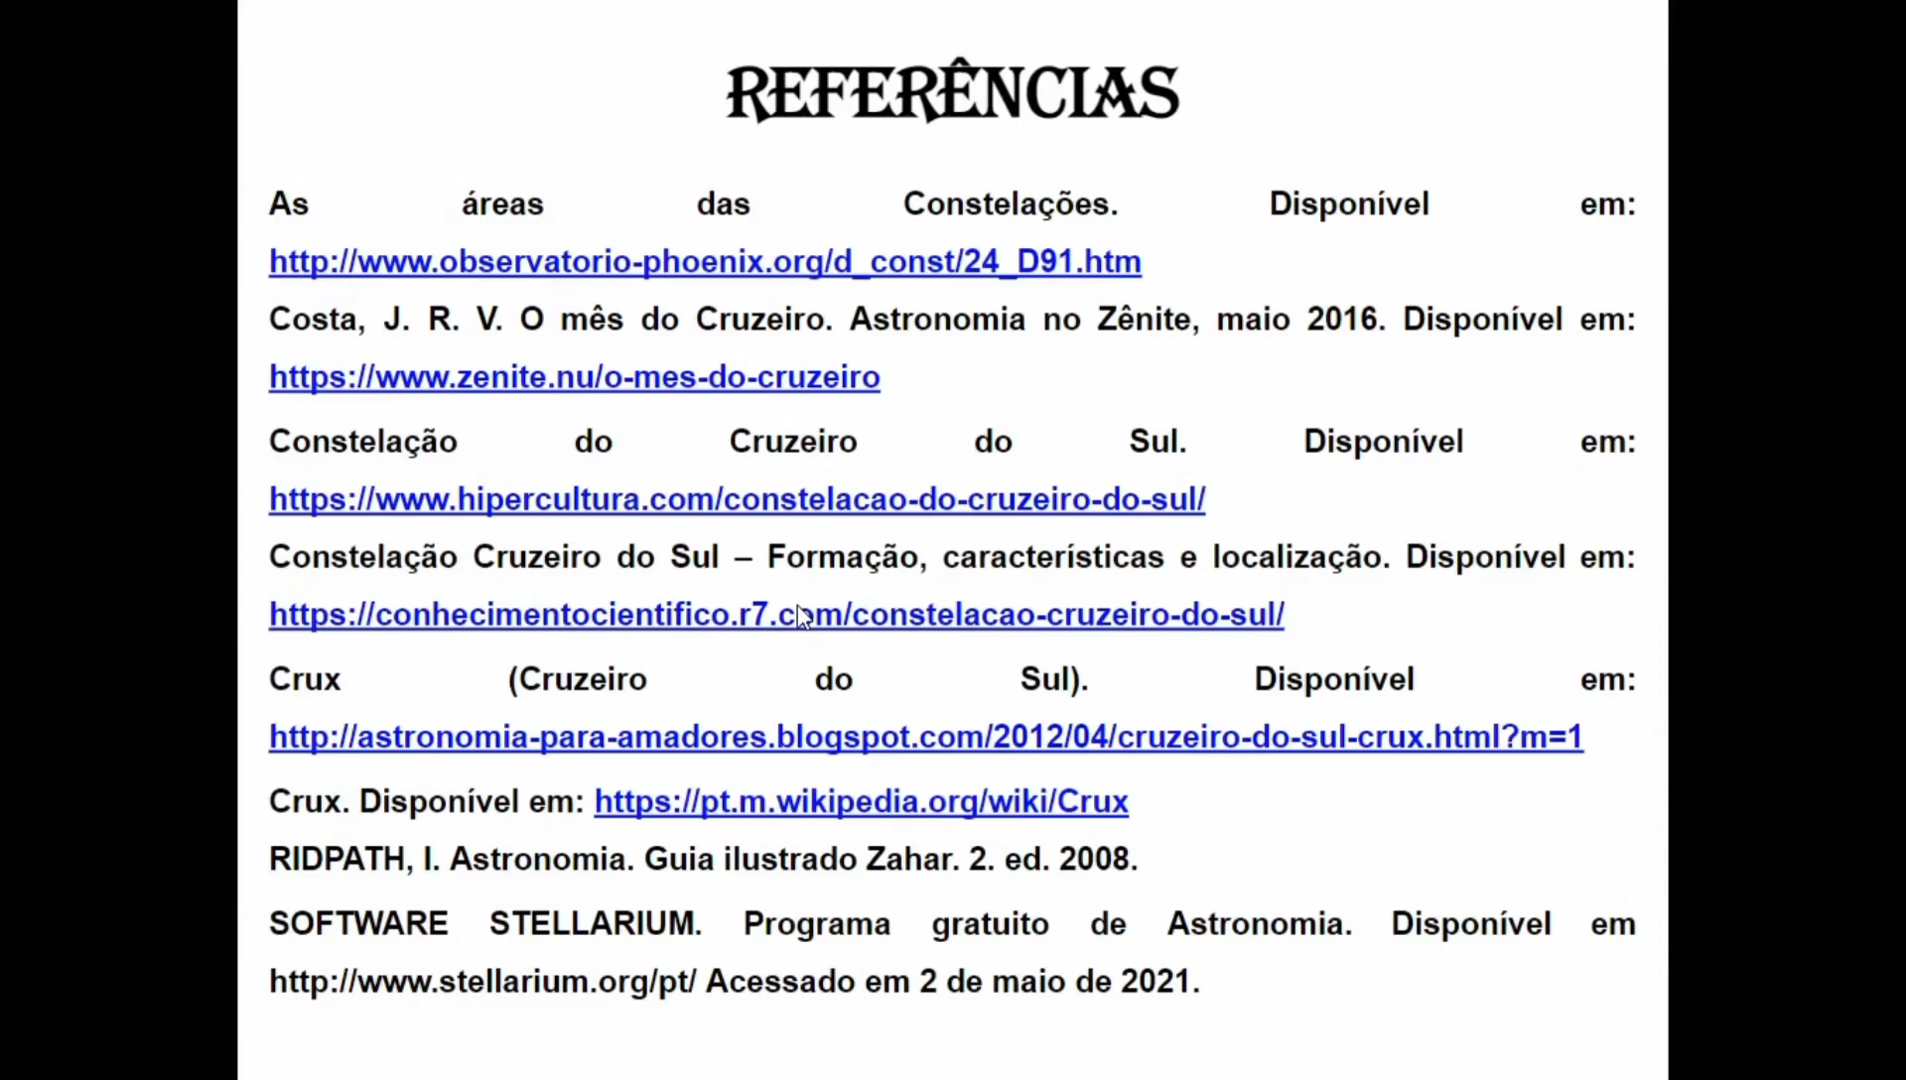 REFERÊNCIAS
As áreas das Constelações. Disponível em:
http://www.observatorio-phoenix.org/d_const/24_D91.htm
Costa, J. R. V. O mês do Cruzeiro. Astronomia no Zênite, maio 2016. Disponível em:
https://www.zenite.nu/o-mes-do-cruzeiro
Constelação do Cruzeiro do Sul. Disponível em:
https://www.hipercultura.com/constelacao-do-cruzeiro-do-sul/
Constelação Cruzeiro do Sul – Formação, características e localização. Disponível em:
https://conhecimentocientifico.r7.com/constelacao-cruzeiro-do-sul/
Crux (Cruzeiro do Sul). Disponível em:
http://astronomia-para-amadores.blogspot.com/2012/04/cruzeiro-do-sul-crux.html?m=1
Crux. Disponível em: https://pt.m.wikipedia.org/wiki/Crux
RIDPATH, I. Astronomia. Guia ilustrado Zahar. 2. ed. 2008.
SOFTWARE STELLARIUM. Programa gratuito de Astronomia. Disponível em
http://www.stellarium.org/pt/ Acessado em 2 de maio de 2021.